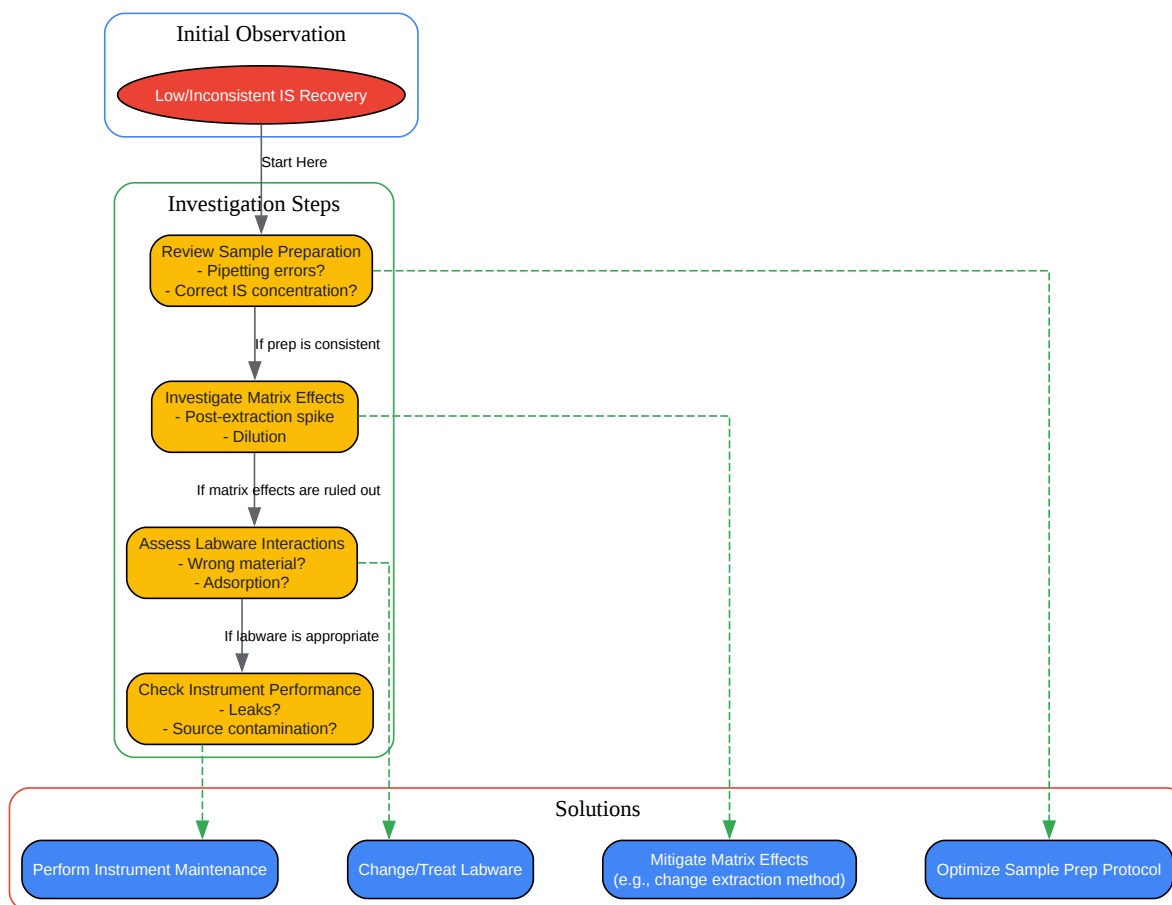 Initial Observation
Low/Inconsistent IS Recovery
Start Here
Investigation Steps
Review Sample Preparation
- Pipetting errors?
- Correct IS concentration?
If prep is consistent
Investigate Matrix Effects
- Post-extraction spike
- Dilution
If matrix effects are ruled out
Assess Labware Interactions
- Wrong material?
- Adsorption?
If labware is appropriate
Check Instrument Performance
- Leaks?
- Source contamination?
Solutions
Perform Instrument Maintenance
Change/Treat Labware
Mitigate Matrix Effects
(e.g., change extraction method)
Optimize Sample Prep Protocol